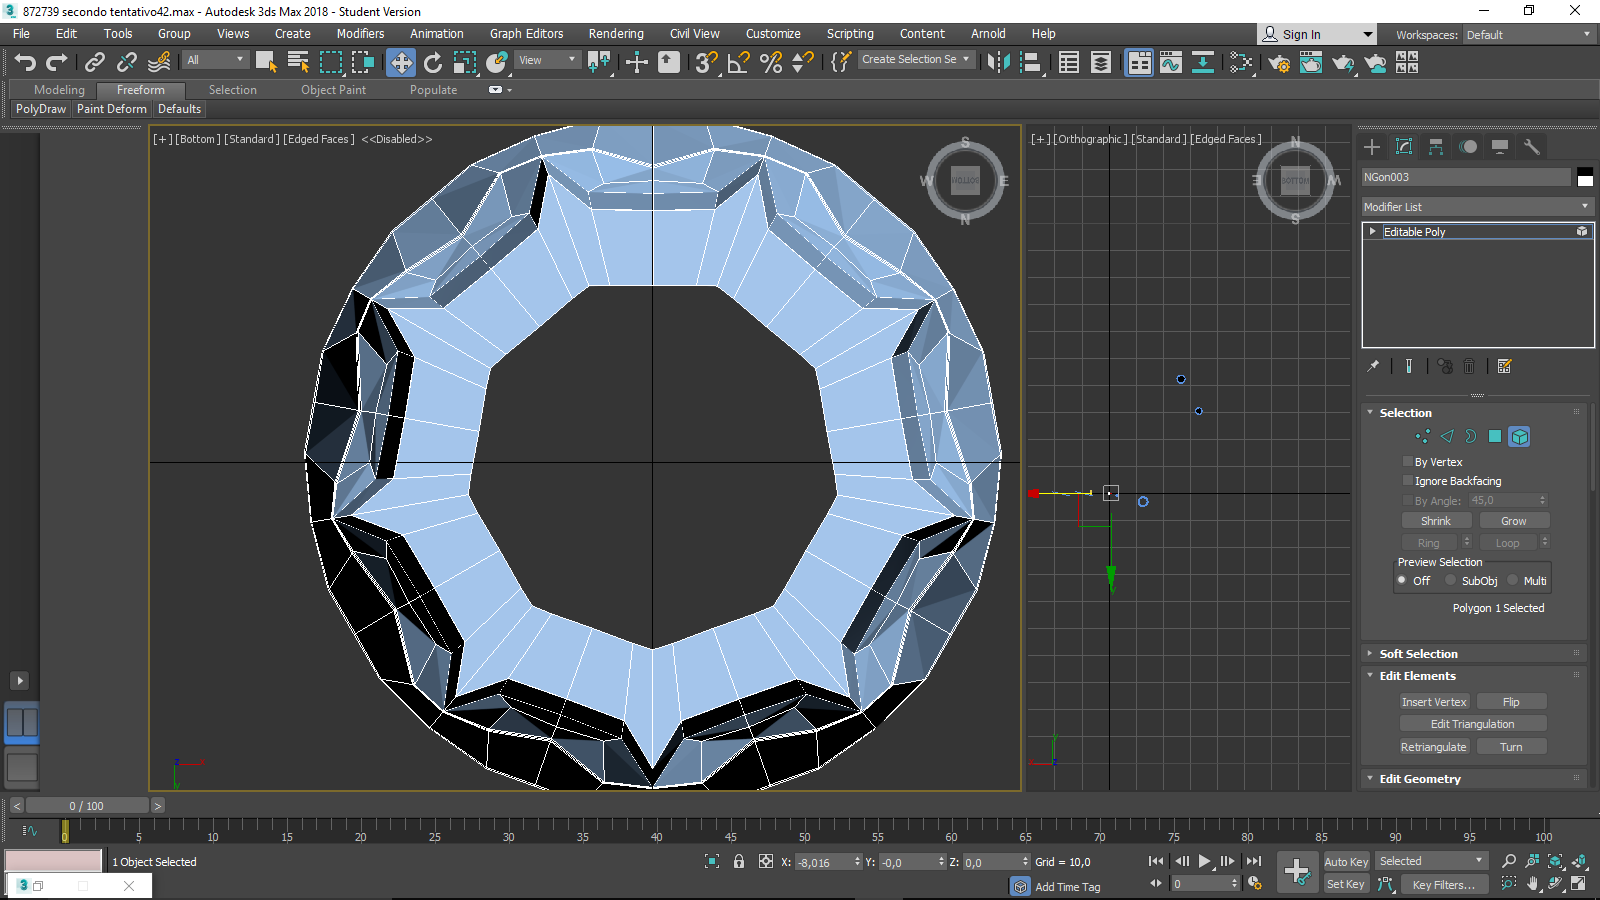 872739 secondo tentativo42.max - Autodesk 3ds Max 2018 - Student Version
File Edit Tools Group Views Create Modifiers Animation Graph Editors Rendering Civil View Customize Scripting Content Arnold Help Sign In Workspaces: Default
All View Create Selection Se
Modeling Freeform Selection Object Paint Populate
PolyDraw Paint Deform Defaults
[+] [Bottom] [Standard] [Edged Faces] <<Disabled>>
S W E N
[+] [Orthographic] [Standard] [Edged Faces]
N E W S
BOTTOM
NGon003
Modifier List
Editable Poly
Selection
By Vertex
Ignore Backfacing
By Angle: 45,0
Shrink Grow
Ring Loop
Preview Selection
Off SubObj Multi
Polygon 1 Selected
Soft Selection
Edit Elements
Insert Vertex Flip
Edit Triangulation
Retriangulate Turn
Edit Geometry
< 0 / 100 >
0 5 10 15 20 25 30 35 40 45 50 55 60 65 70 75 80 85 90 95 100
1 Object Selected X: -8,016 Y: -0,0 Z: 0,0 Grid = 10,0 Auto Key Selected
Add Time Tag 0 Set Key Key Filters...
3